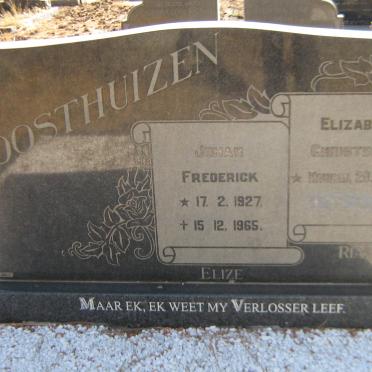 OOSTHUIZEN
JOHAN
FREDERICK
★ 17. 2. 1927.
✝ 15. 12. 1965.
ELIZE
ELIZAB
MAAR EK, EK WEET MY VERLOSSER LEEF.